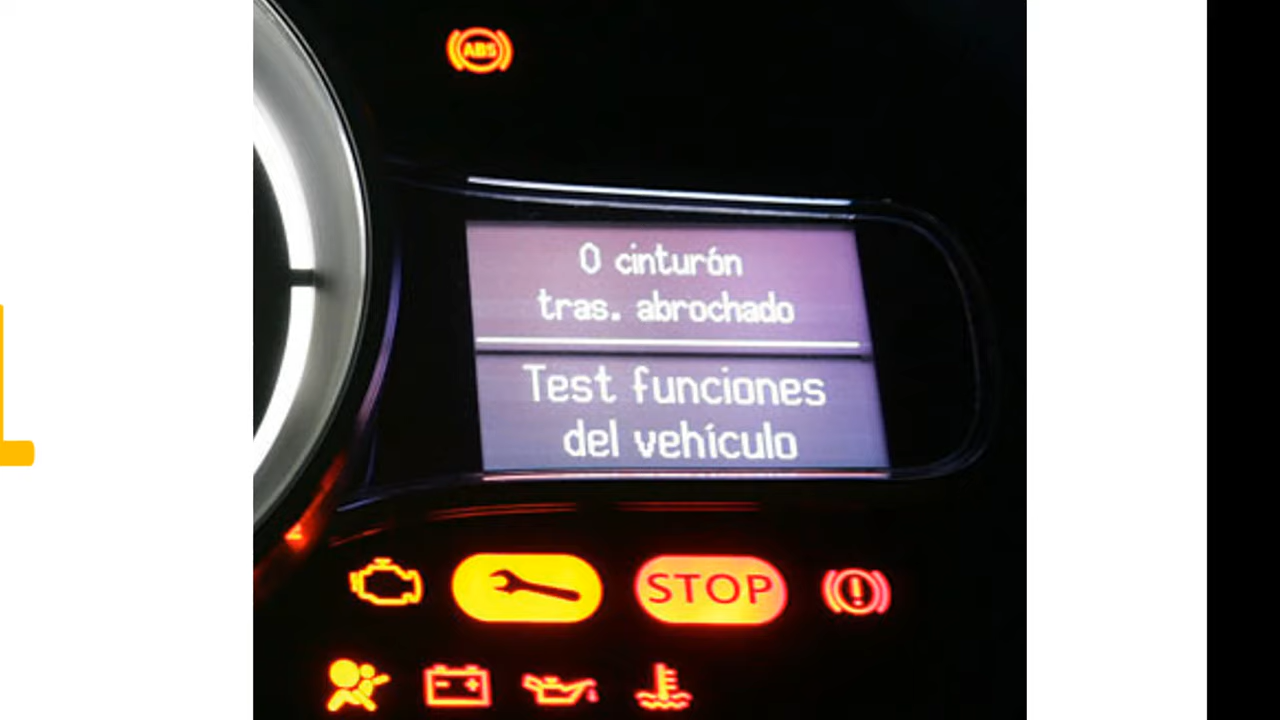 ABS
0 cinturón
tras. abrochado
Test funciones
del vehículo
STOP